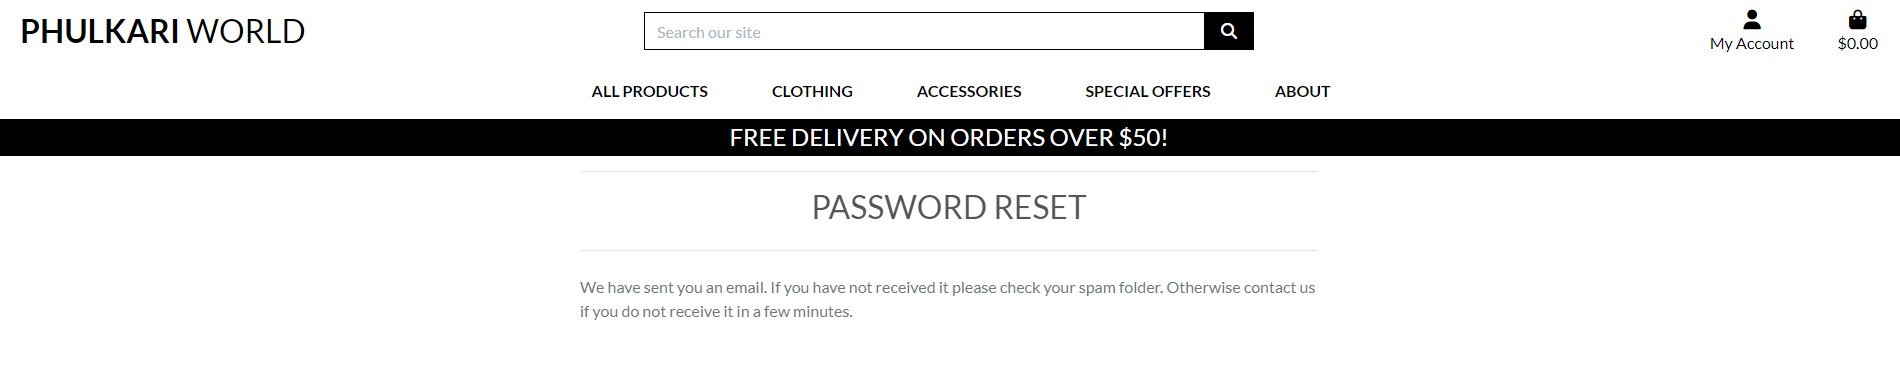 PHULKARI WORLD
Search our site
My Account
$0.00
ALL PRODUCTS CLOTHING ACCESSORIES SPECIAL OFFERS ABOUT
FREE DELIVERY ON ORDERS OVER $50!
PASSWORD RESET
We have sent you an email. If you have not received it please check your spam folder. Otherwise contact us
if you do not receive it in a few minutes.